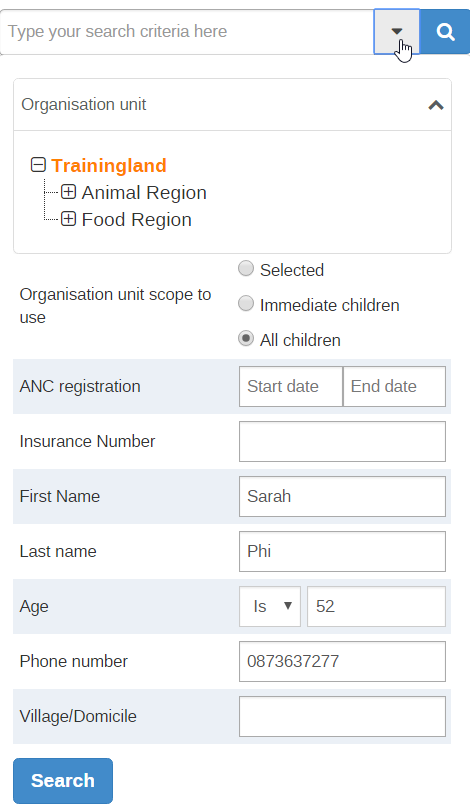 Type your search criteria here
Organisation unit
Trainingland
Animal Region
Food Region
Organisation unit scope to
use
Selected
Immediate children
All children
ANC registration Start date End date
Insurance Number
First Name Sarah
Last name Phi
Age Is 52
Phone number 0873637277
Village/Domicile
Search